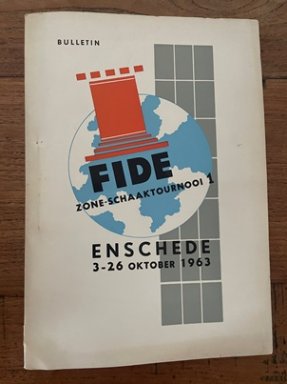 BULLETIN
FIDE
ZONE-SCHAAKTOURNOOI 1
ENSCHEDE
3-26 OKTOBER 1963